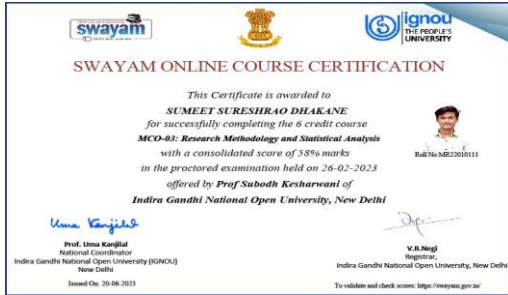 swayam
ignou
THE PEOPLE'S
UNIVERSITY
SWAYAM ONLINE COURSE CERTIFICATION
This Certificate is awarded to
SUMEET SURESHRAO DHAKANE
for successfully completing the 6 credit course
MCO-03: Research Methodology and Statistical Analysis
with a consolidated score of 58% marks
Roll No:MR22010111
in the proctored examination held on 26-02-2023
offered by Prof Subodh Kesharwani of
Indira Gandhi National Open University, New Delhi
Uma Kanjilal
Prof. Uma Kanjilal
National Coordinator
Indira Gandhi National Open University (IGNOU)
New Delhi
V.B.Negi
Registrar,
Indira Gandhi National Open University, New Delhi
Issued On: 20-06-2023
To validate and check scores: https://swayam.gov.in/